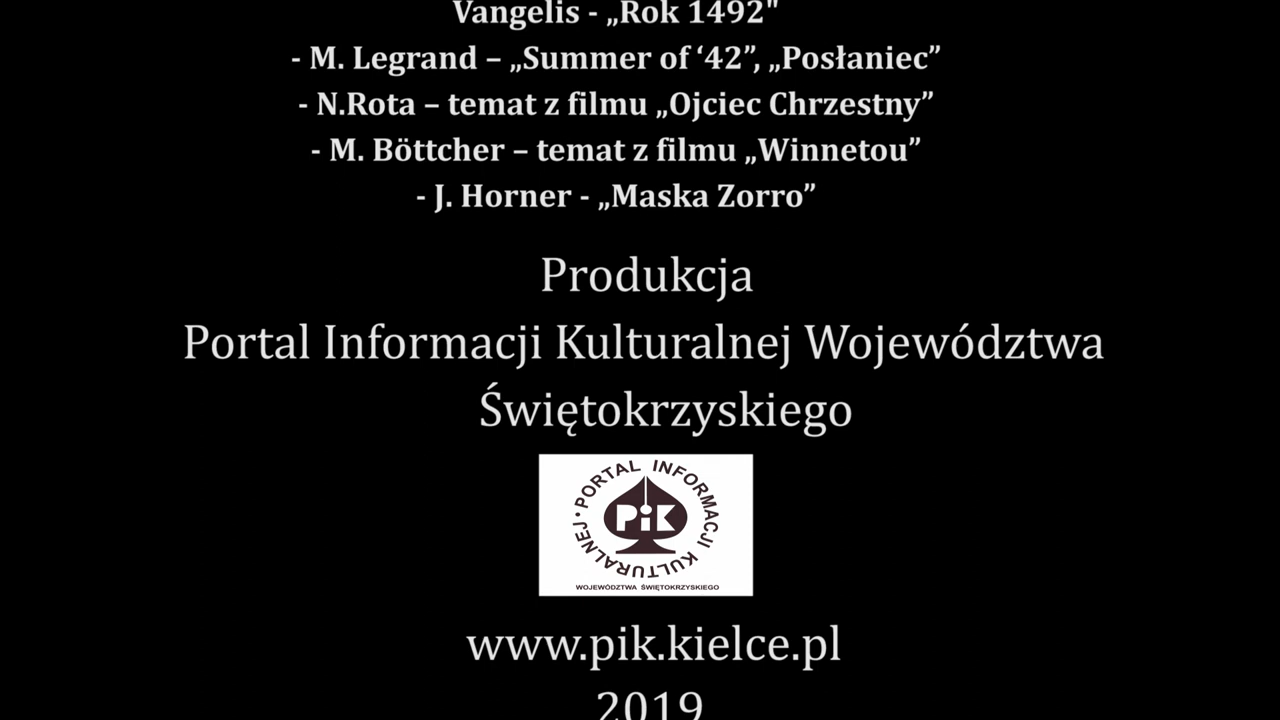 Vangelis - „Rok 1492"
- M. Legrand – „Summer of ‘42”, „Posłaniec”
- N.Rota – temat z filmu „Ojciec Chrzestny”
- M. Böttcher – temat z filmu „Winnetou”
- J. Horner - „Maska Zorro”
Produkcja
Portal Informacji Kulturalnej Województwa
Świętokrzyskiego
• PORTAL INFORMACJI KULTURALNEJ
PiK
WOJEWÓDZTWA ŚWIĘTOKRZYSKIEGO
www.pik.kielce.pl
2019